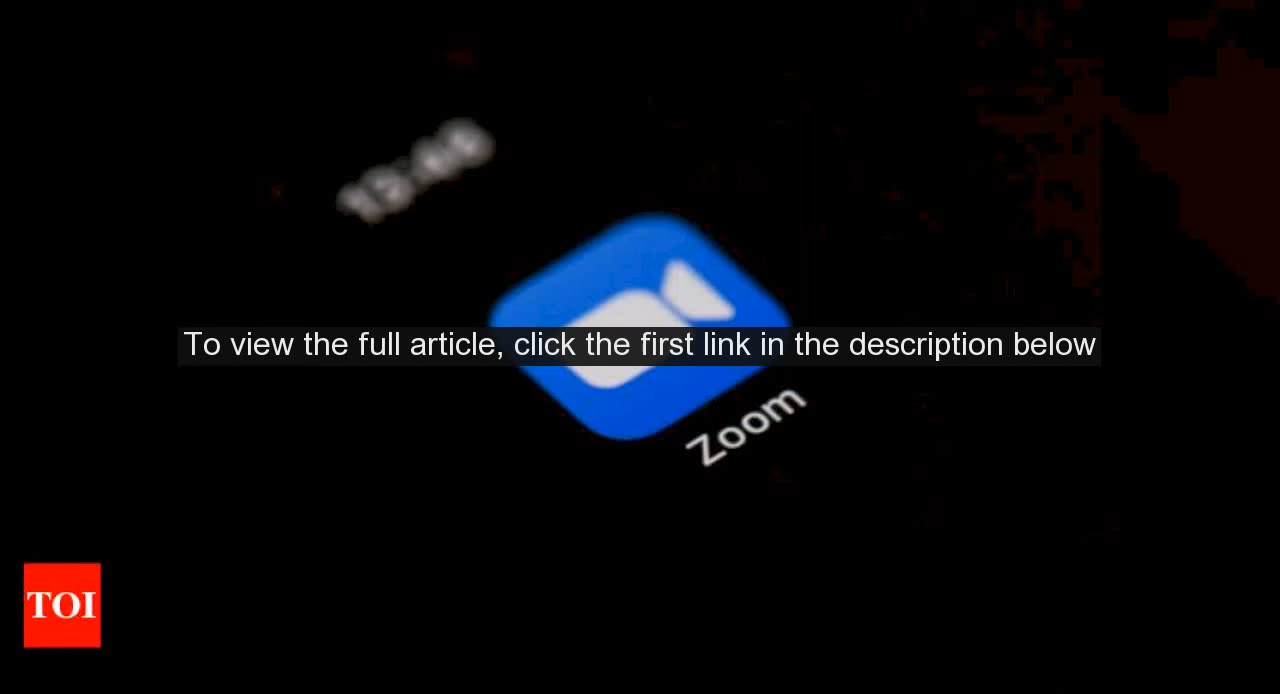 To view the full article, click the first link in the description below
Zoom
TOI